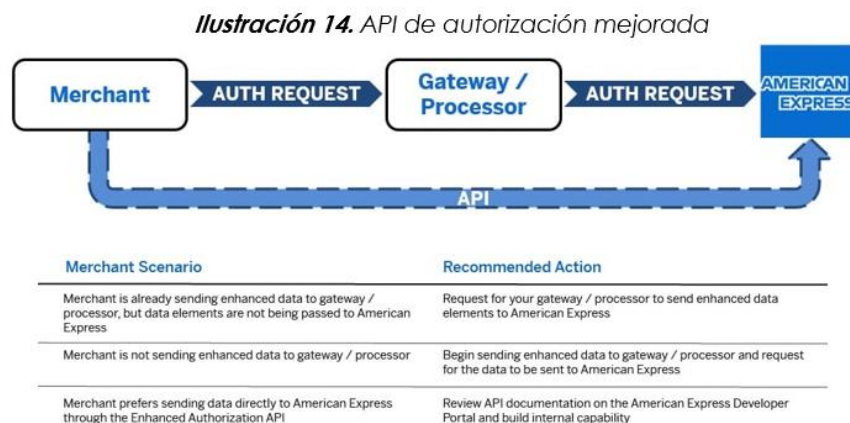 Ilustración 14. API de autorización mejorada
Merchant
AUTH REQUEST
Gateway /
Processor
AUTH REQUEST
AMERICAN
EXPRESS
API
Merchant Scenario
Recommended Action
Merchant is already sending enhanced data to gateway /
processor, but data elements are not being passed to American
Express
Request for your gateway / processor to send enhanced data
elements to American Express
Merchant is not sending enhanced data to gateway / processor
Begin sending enhanced data to gateway / processor and request
for the data to be sent to American Express
Merchant prefers sending data directly to American Express
through the Enhanced Authorization API
Review API documentation on the American Express Developer
Portal and build internal capability